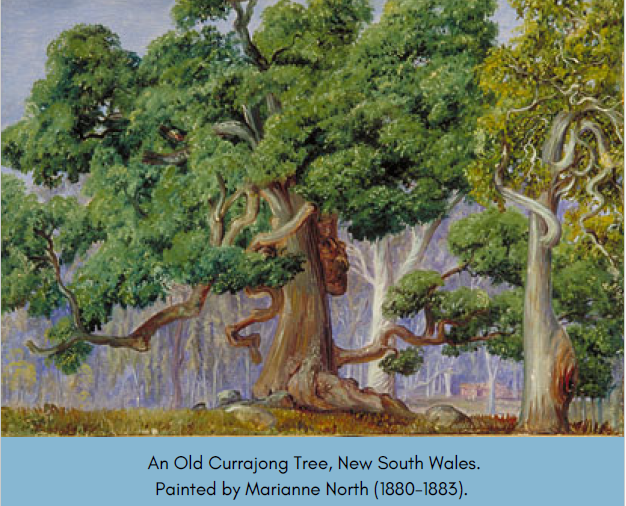 An Old Currajong Tree, New South Wales.
Painted by Marianne North (1880-1883).